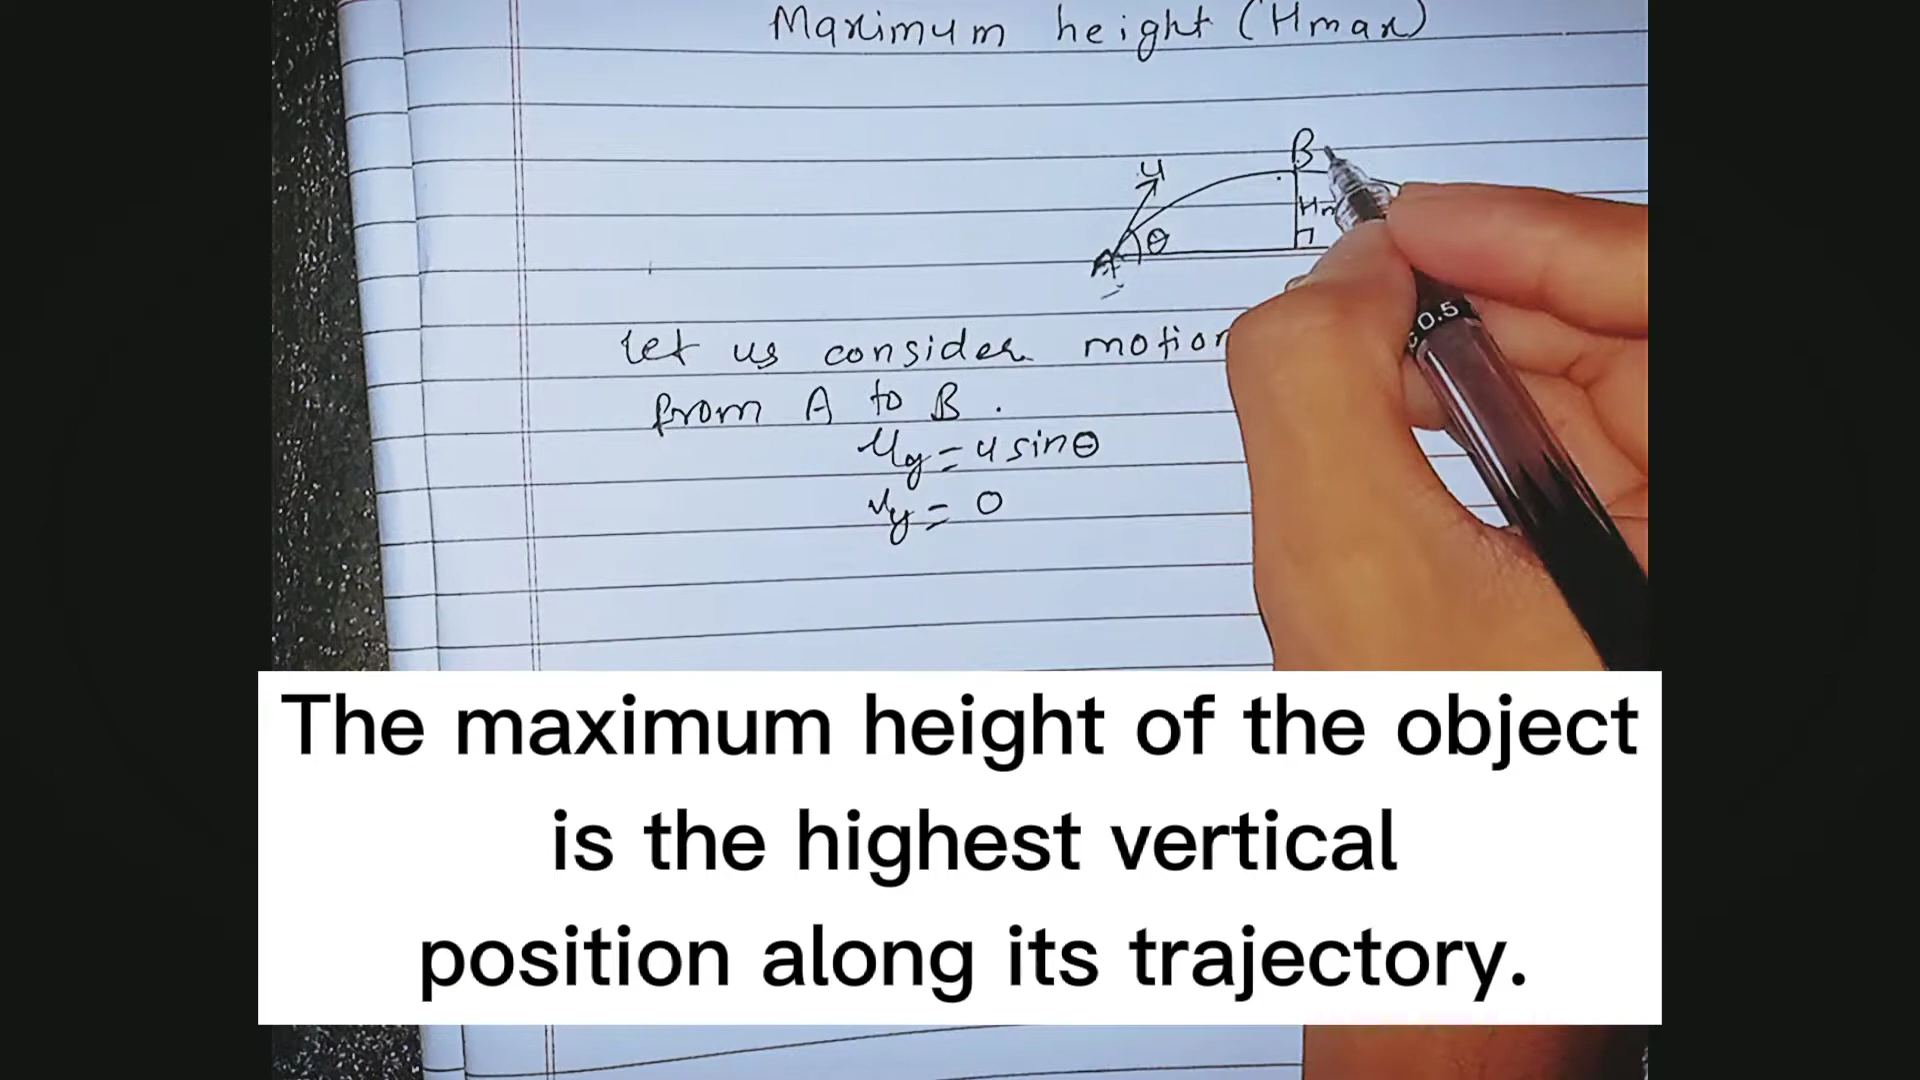 Maximum height (Hmax)
B
u
H
θ
A
let us consider motion
from A to B.
uy = u sinθ
vy = 0
0.5
The maximum height of the object
is the highest vertical
position along its trajectory.